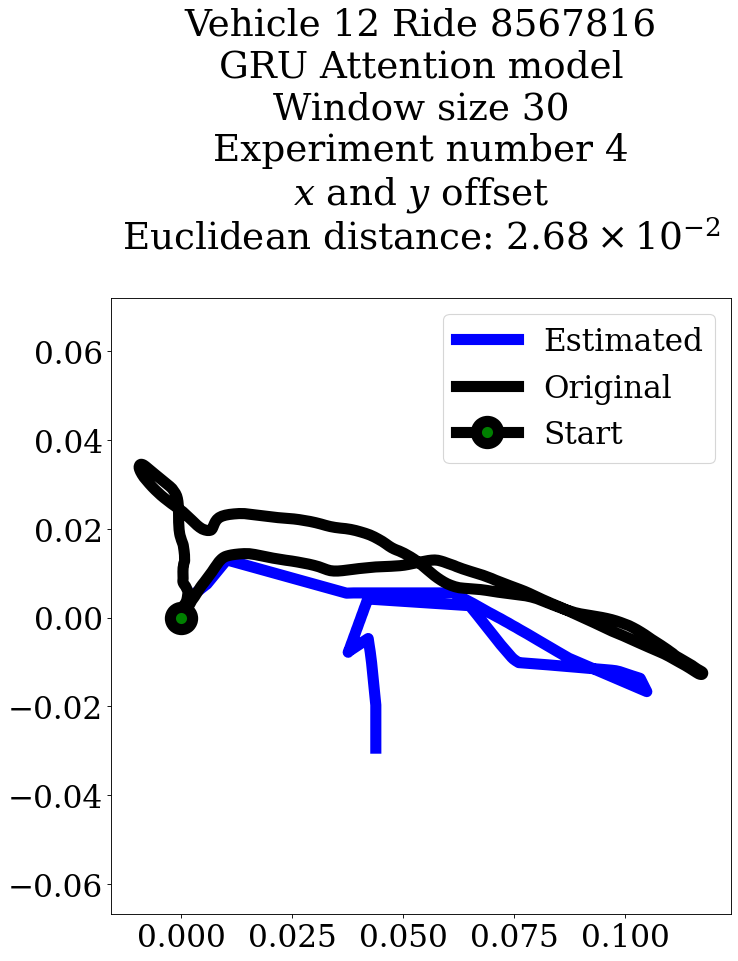 Vehicle 12 Ride 8567816
GRU Attention model
Window size 30
Experiment number 4
x and y offset
Euclidean distance: 2.68 × 10⁻²
Estimated
Original
Start
0.06
0.04
0.02
0.00
−0.02
−0.04
−0.06
0.000 0.025 0.050 0.075 0.100